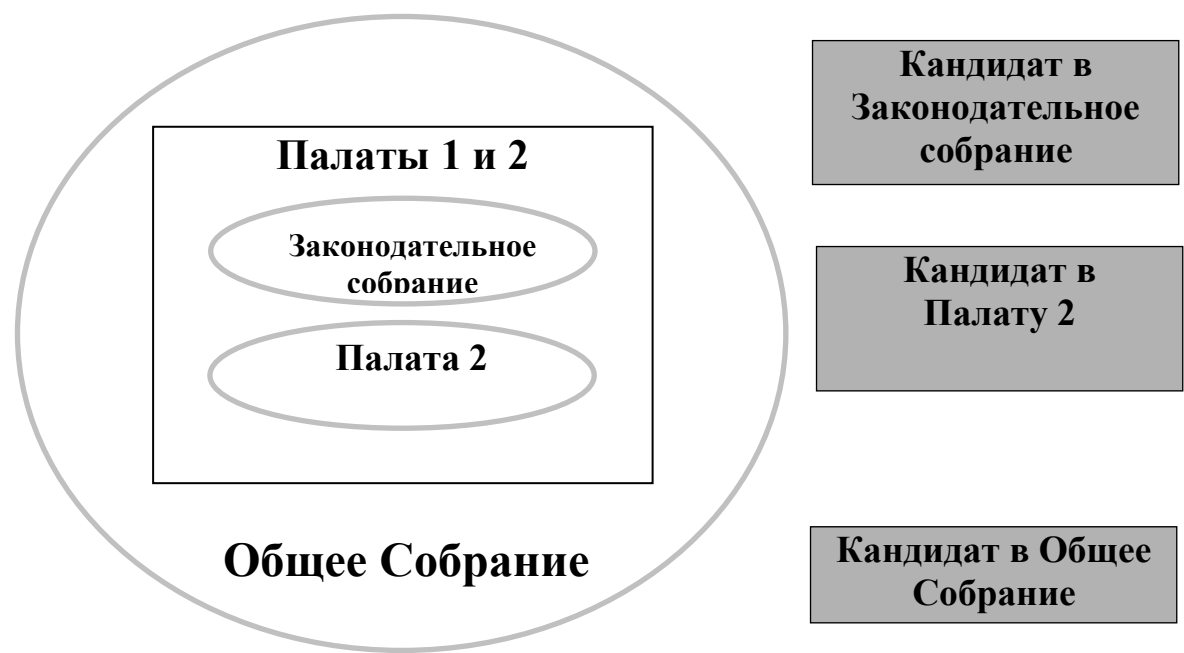 Палаты 1 и 2
Законодательное
собрание
Палата 2
Общее Собрание
Кандидат в
Законодательное
собрание
Кандидат в
Палату 2
Кандидат в Общее
Собрание